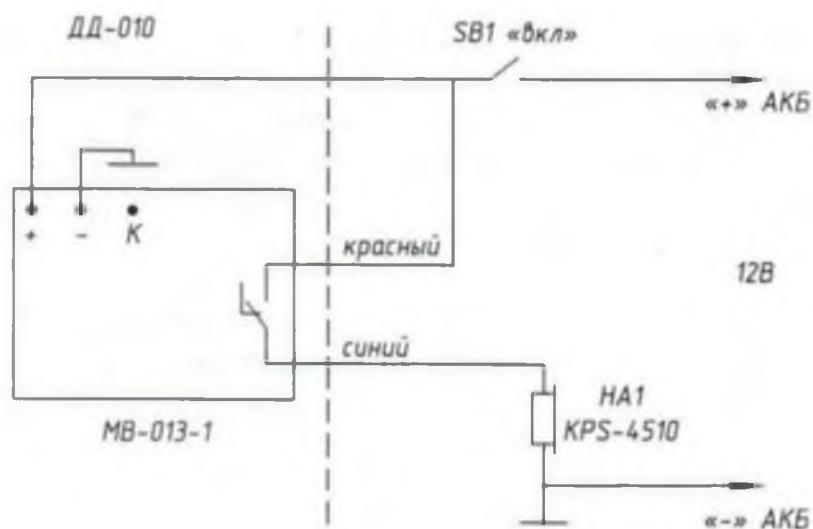 ДД-010
SB1 «вкл»
«+» АКБ
+ - К
красный
12В
синий
НА1
KPS-4510
МВ-013-1
«-» АКБ